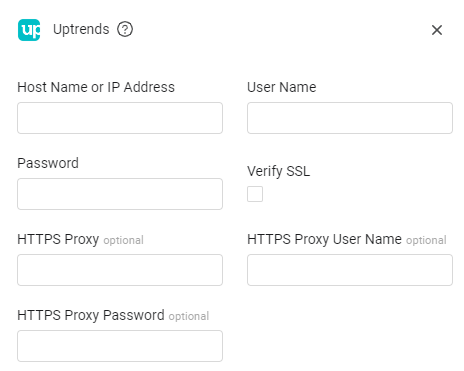 up Uptrends ?
Host Name or IP Address
User Name
Password
Verify SSL
HTTPS Proxy optional
HTTPS Proxy User Name optional
HTTPS Proxy Password optional